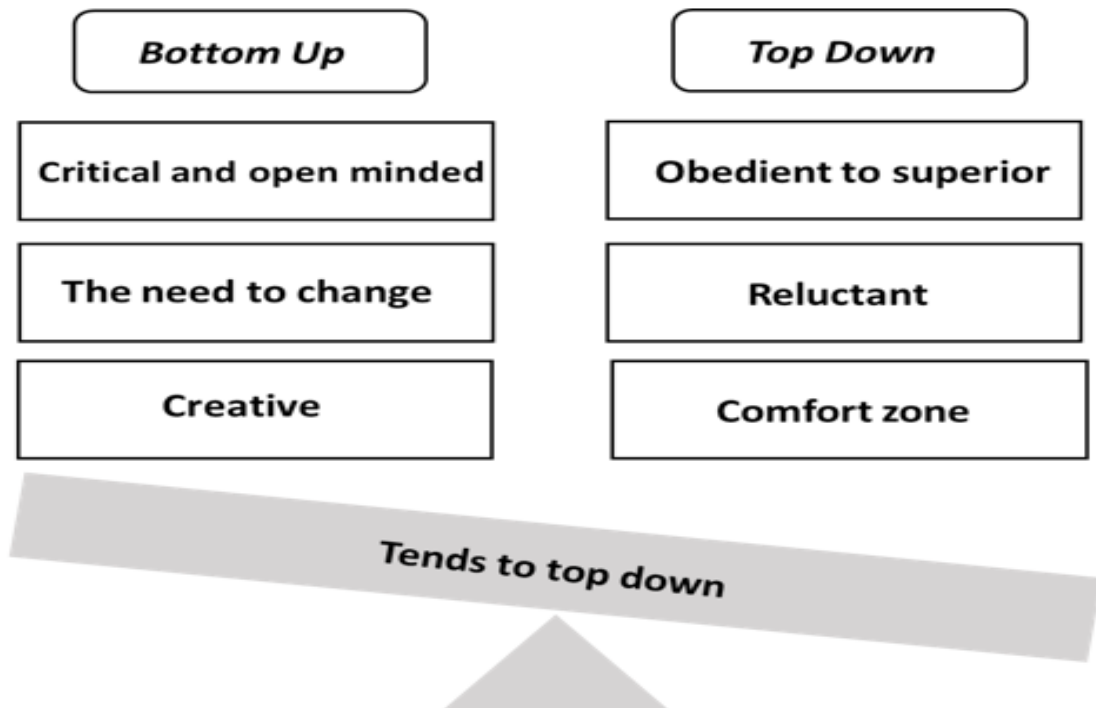 Bottom Up
Top Down
Critical and open minded
Obedient to superior
The need to change
Reluctant
Creative
Comfort zone
Tends to top down